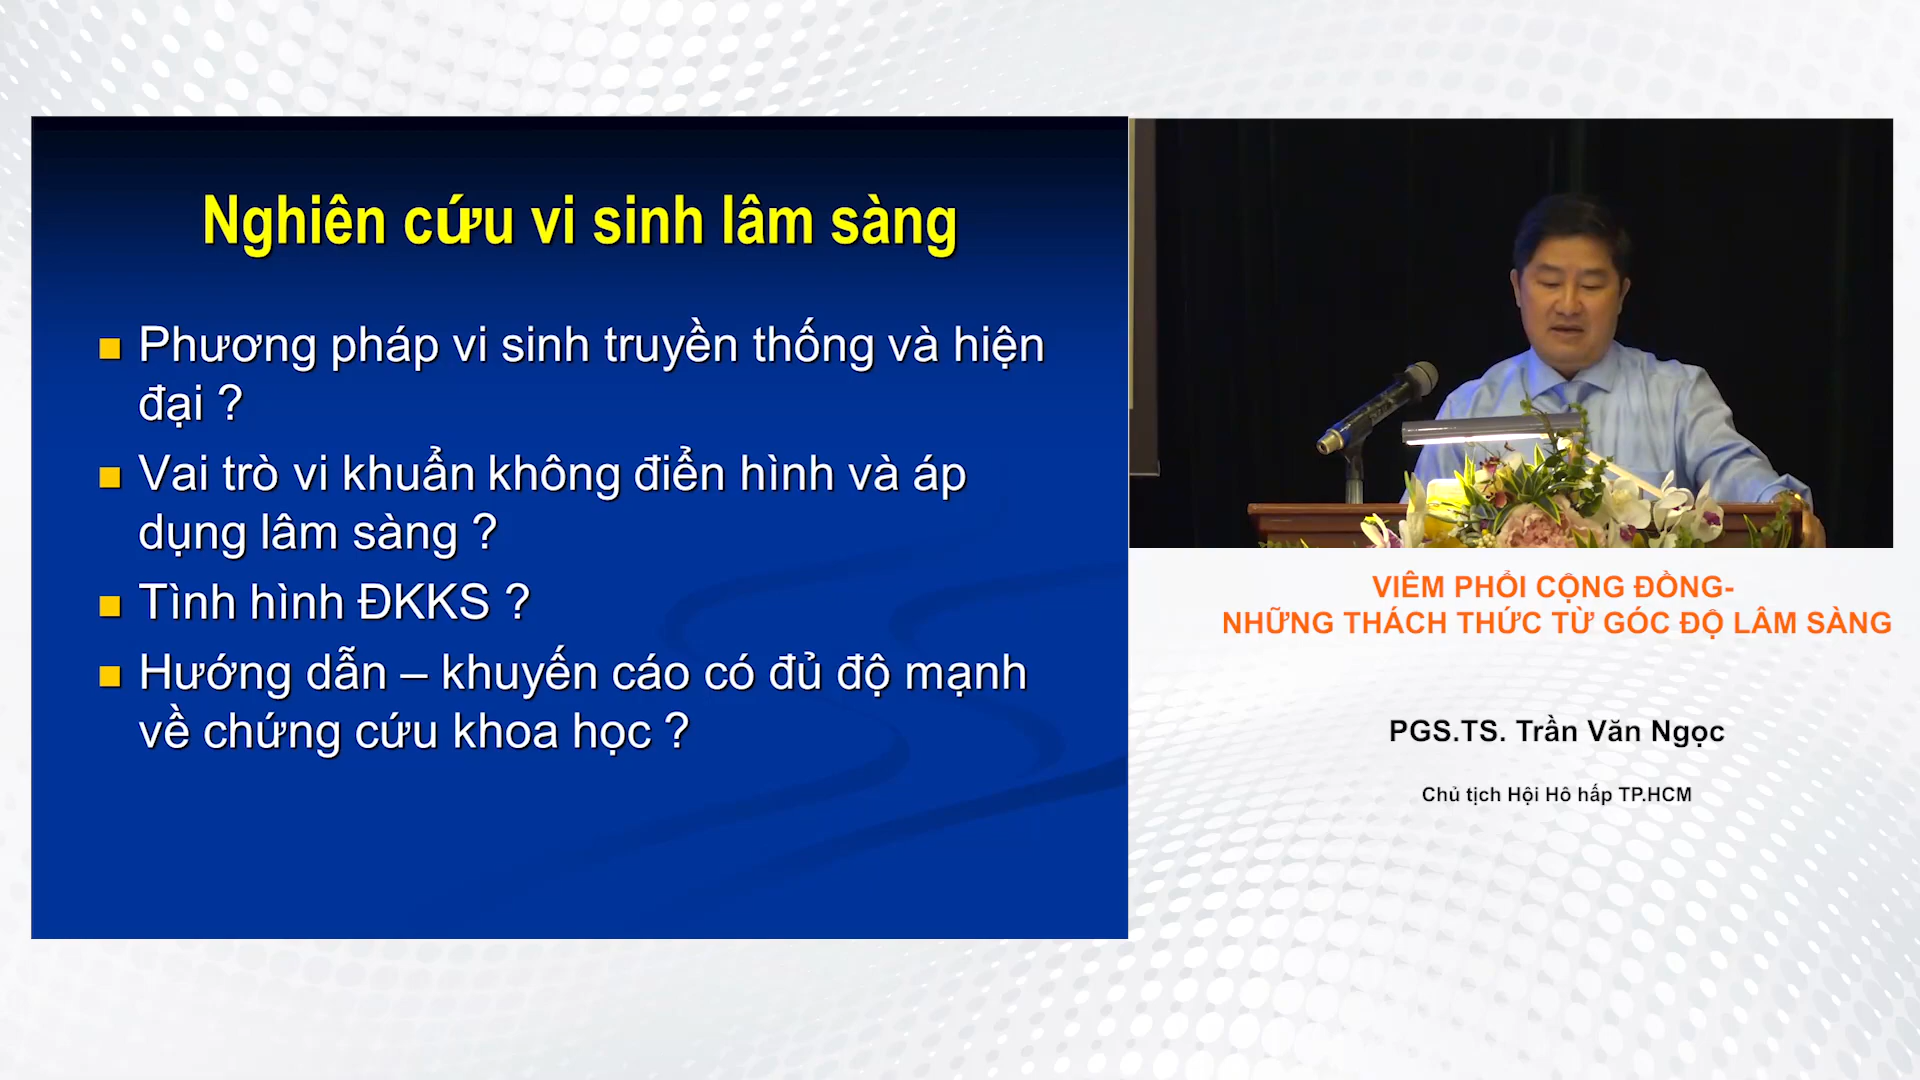 Nghiên cứu vi sinh lâm sàng
Phương pháp vi sinh truyền thống và hiện
đại ?
Vai trò vi khuẩn không điển hình và áp
dụng lâm sàng ?
Tình hình ĐKKS ?
Hướng dẫn – khuyến cáo có đủ độ mạnh
về chứng cứu khoa học ?
VIÊM PHỔI CỘNG ĐỒNG-
NHỮNG THÁCH THỨC TỪ GÓC ĐỘ LÂM SÀNG
PGS.TS. Trần Văn Ngọc
Chủ tịch Hội Hô hấp TP.HCM